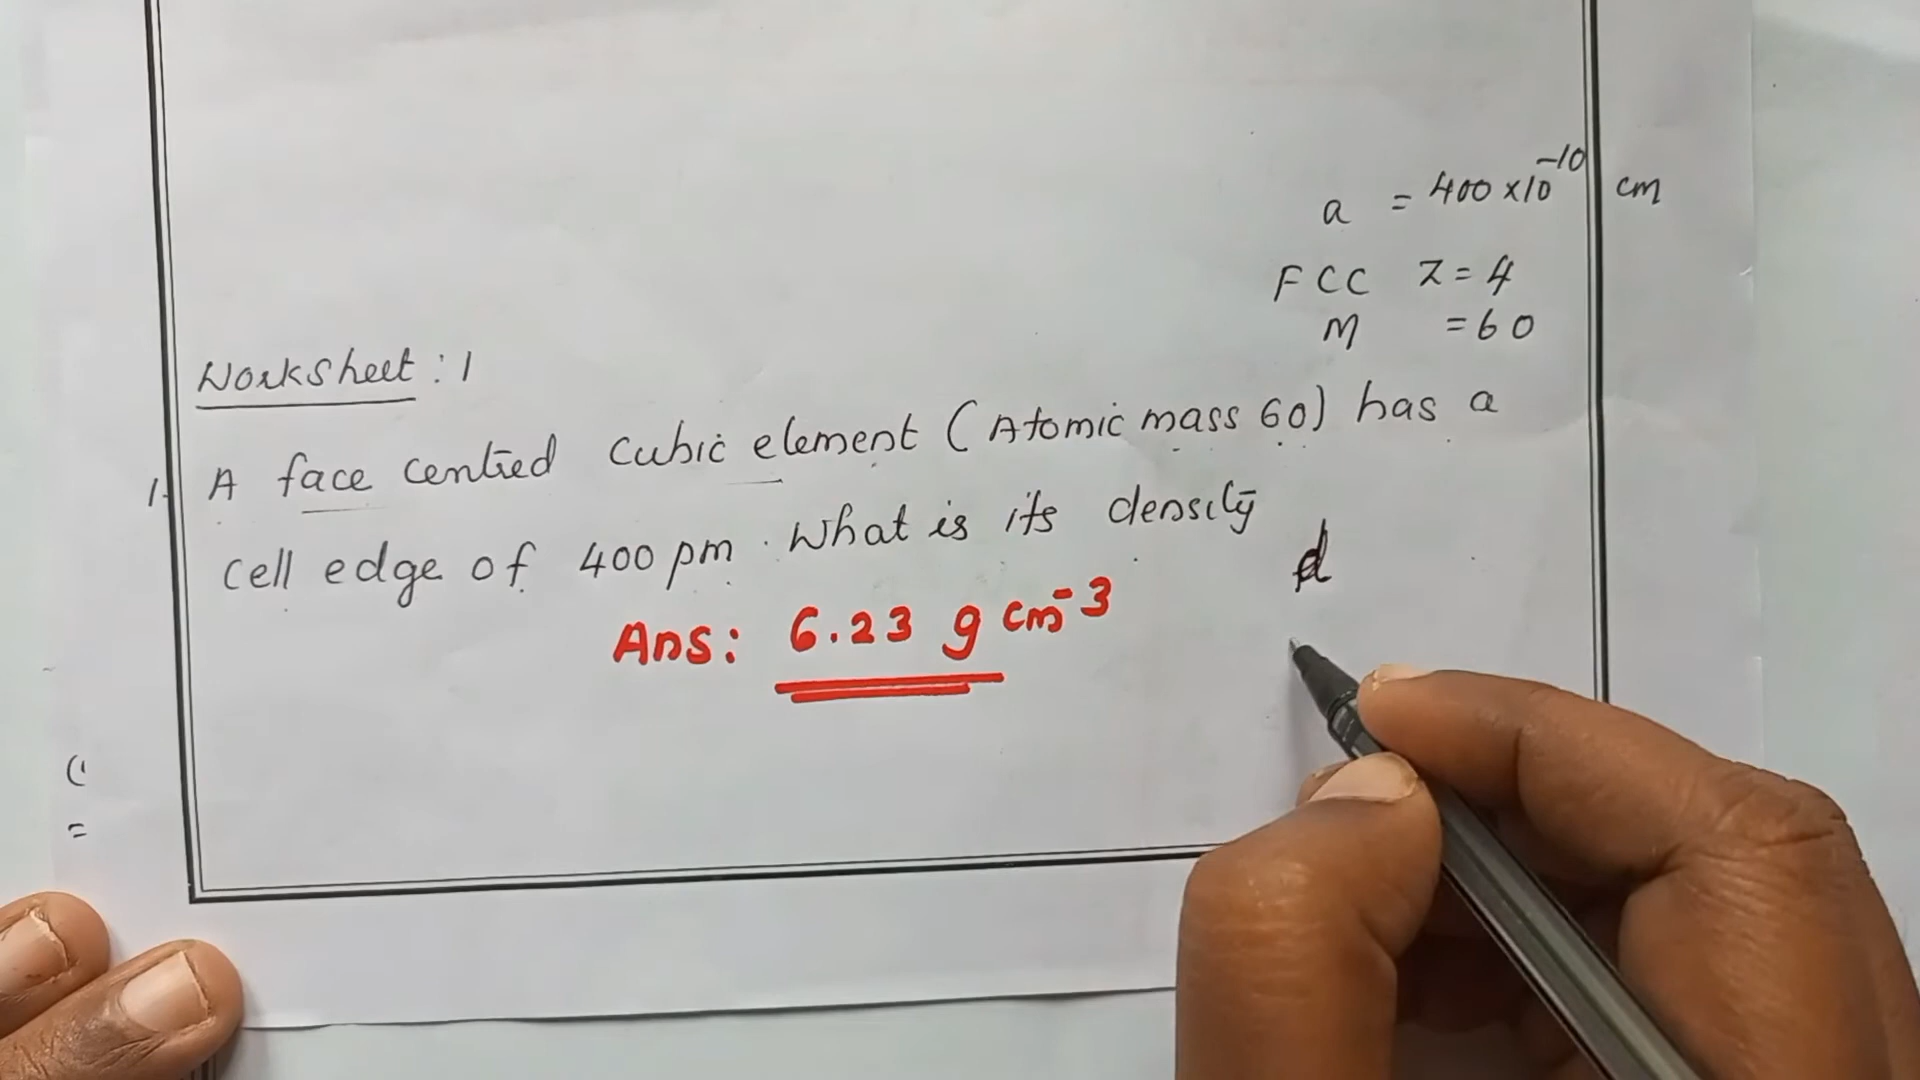 a = 400 x 10⁻¹⁰ cm
FCC Z = 4
M = 60
Worksheet : 1
1. A face centred cubic element (Atomic mass 60) has a
cell edge of 400 pm. What is its density
d
Ans: 6.23 g cm⁻³
(
=